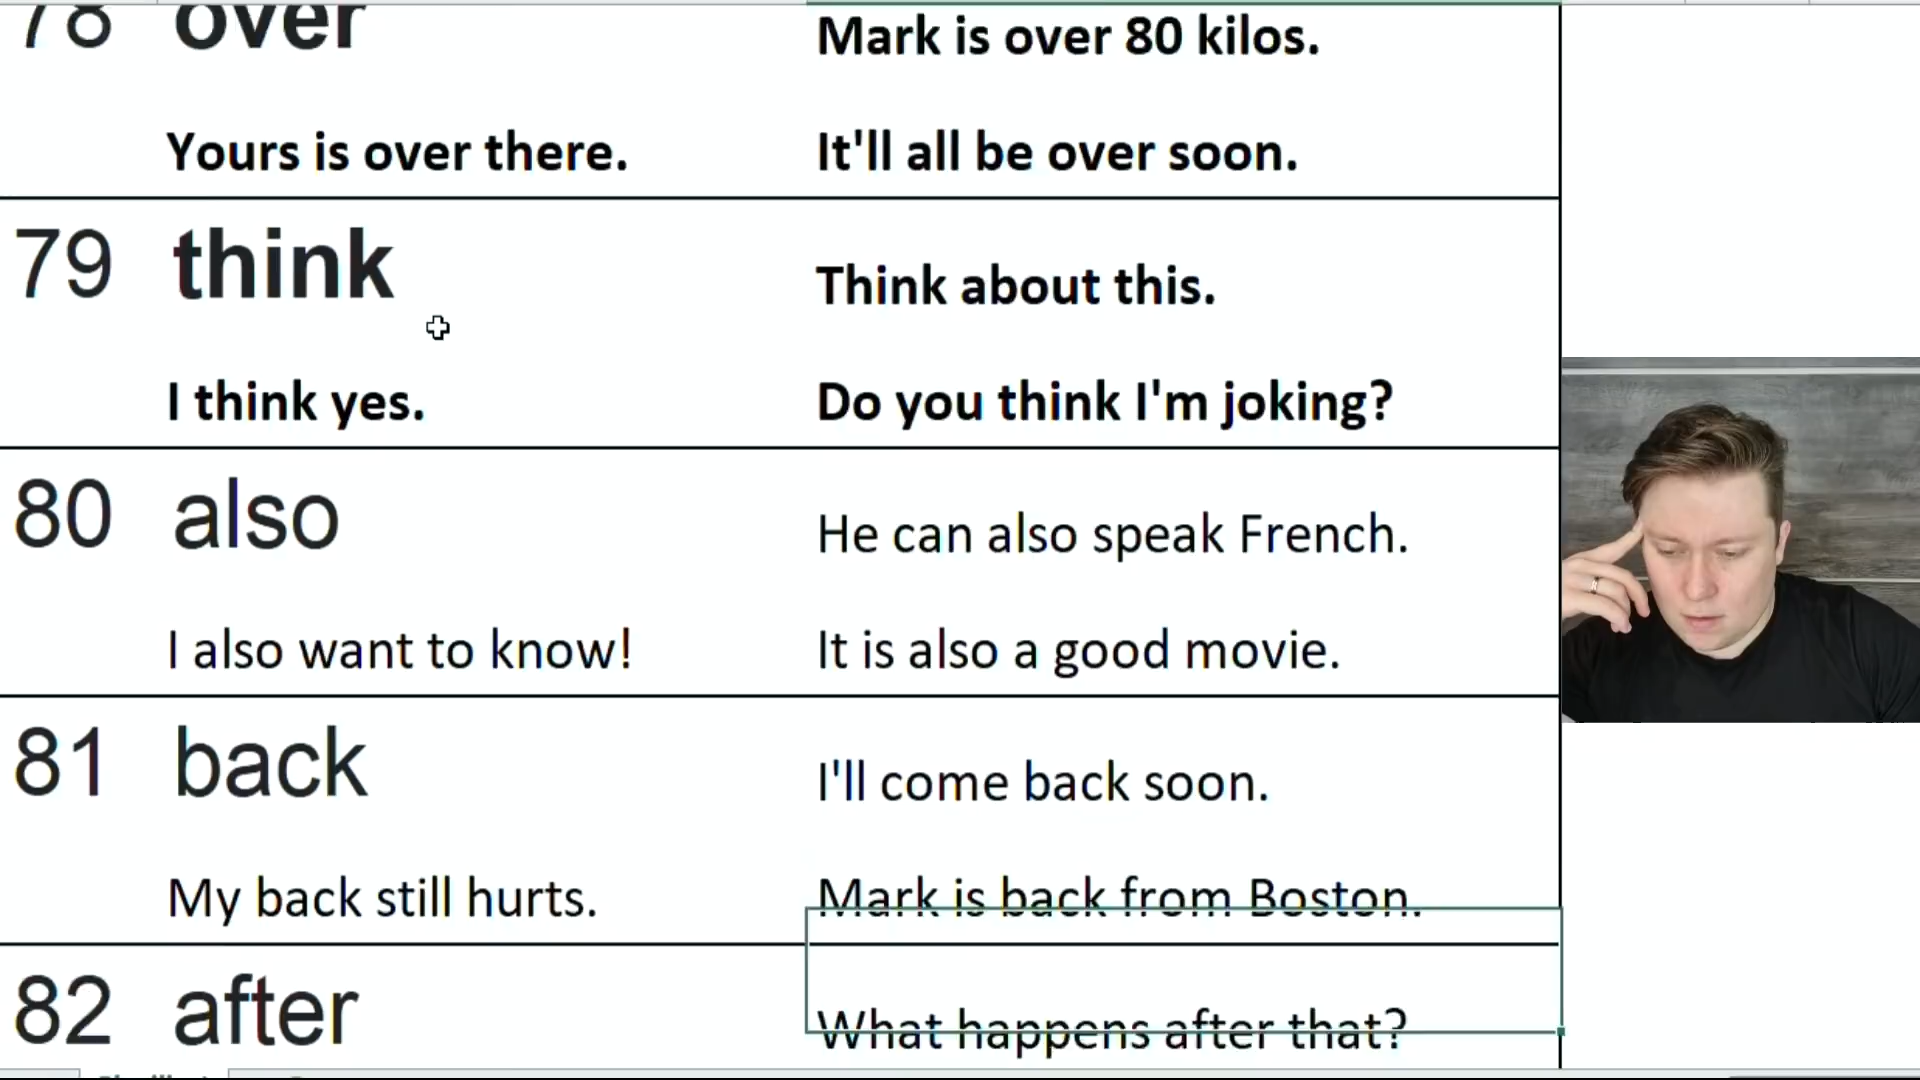 78 over Mark is over 80 kilos.
Yours is over there. It'll all be over soon.
79 think Think about this.
I think yes. Do you think I'm joking?
80 also He can also speak French.
I also want to know! It is also a good movie.
81 back I'll come back soon.
My back still hurts. Mark is back from Boston.
82 after What happens after that?